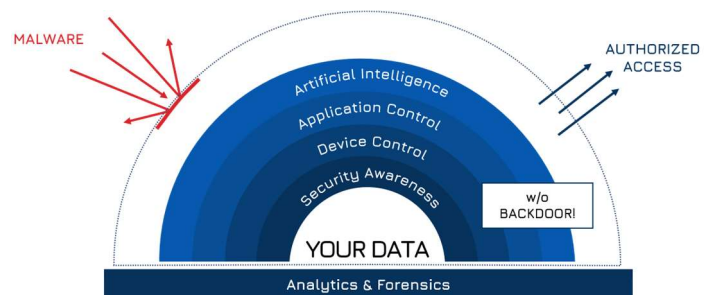 MALWARE
AUTHORIZED
ACCESS
Artificial Intelligence
Application Control
Device Control
Security Awareness
w/o
BACKDOOR!
YOUR DATA
Analytics & Forensics